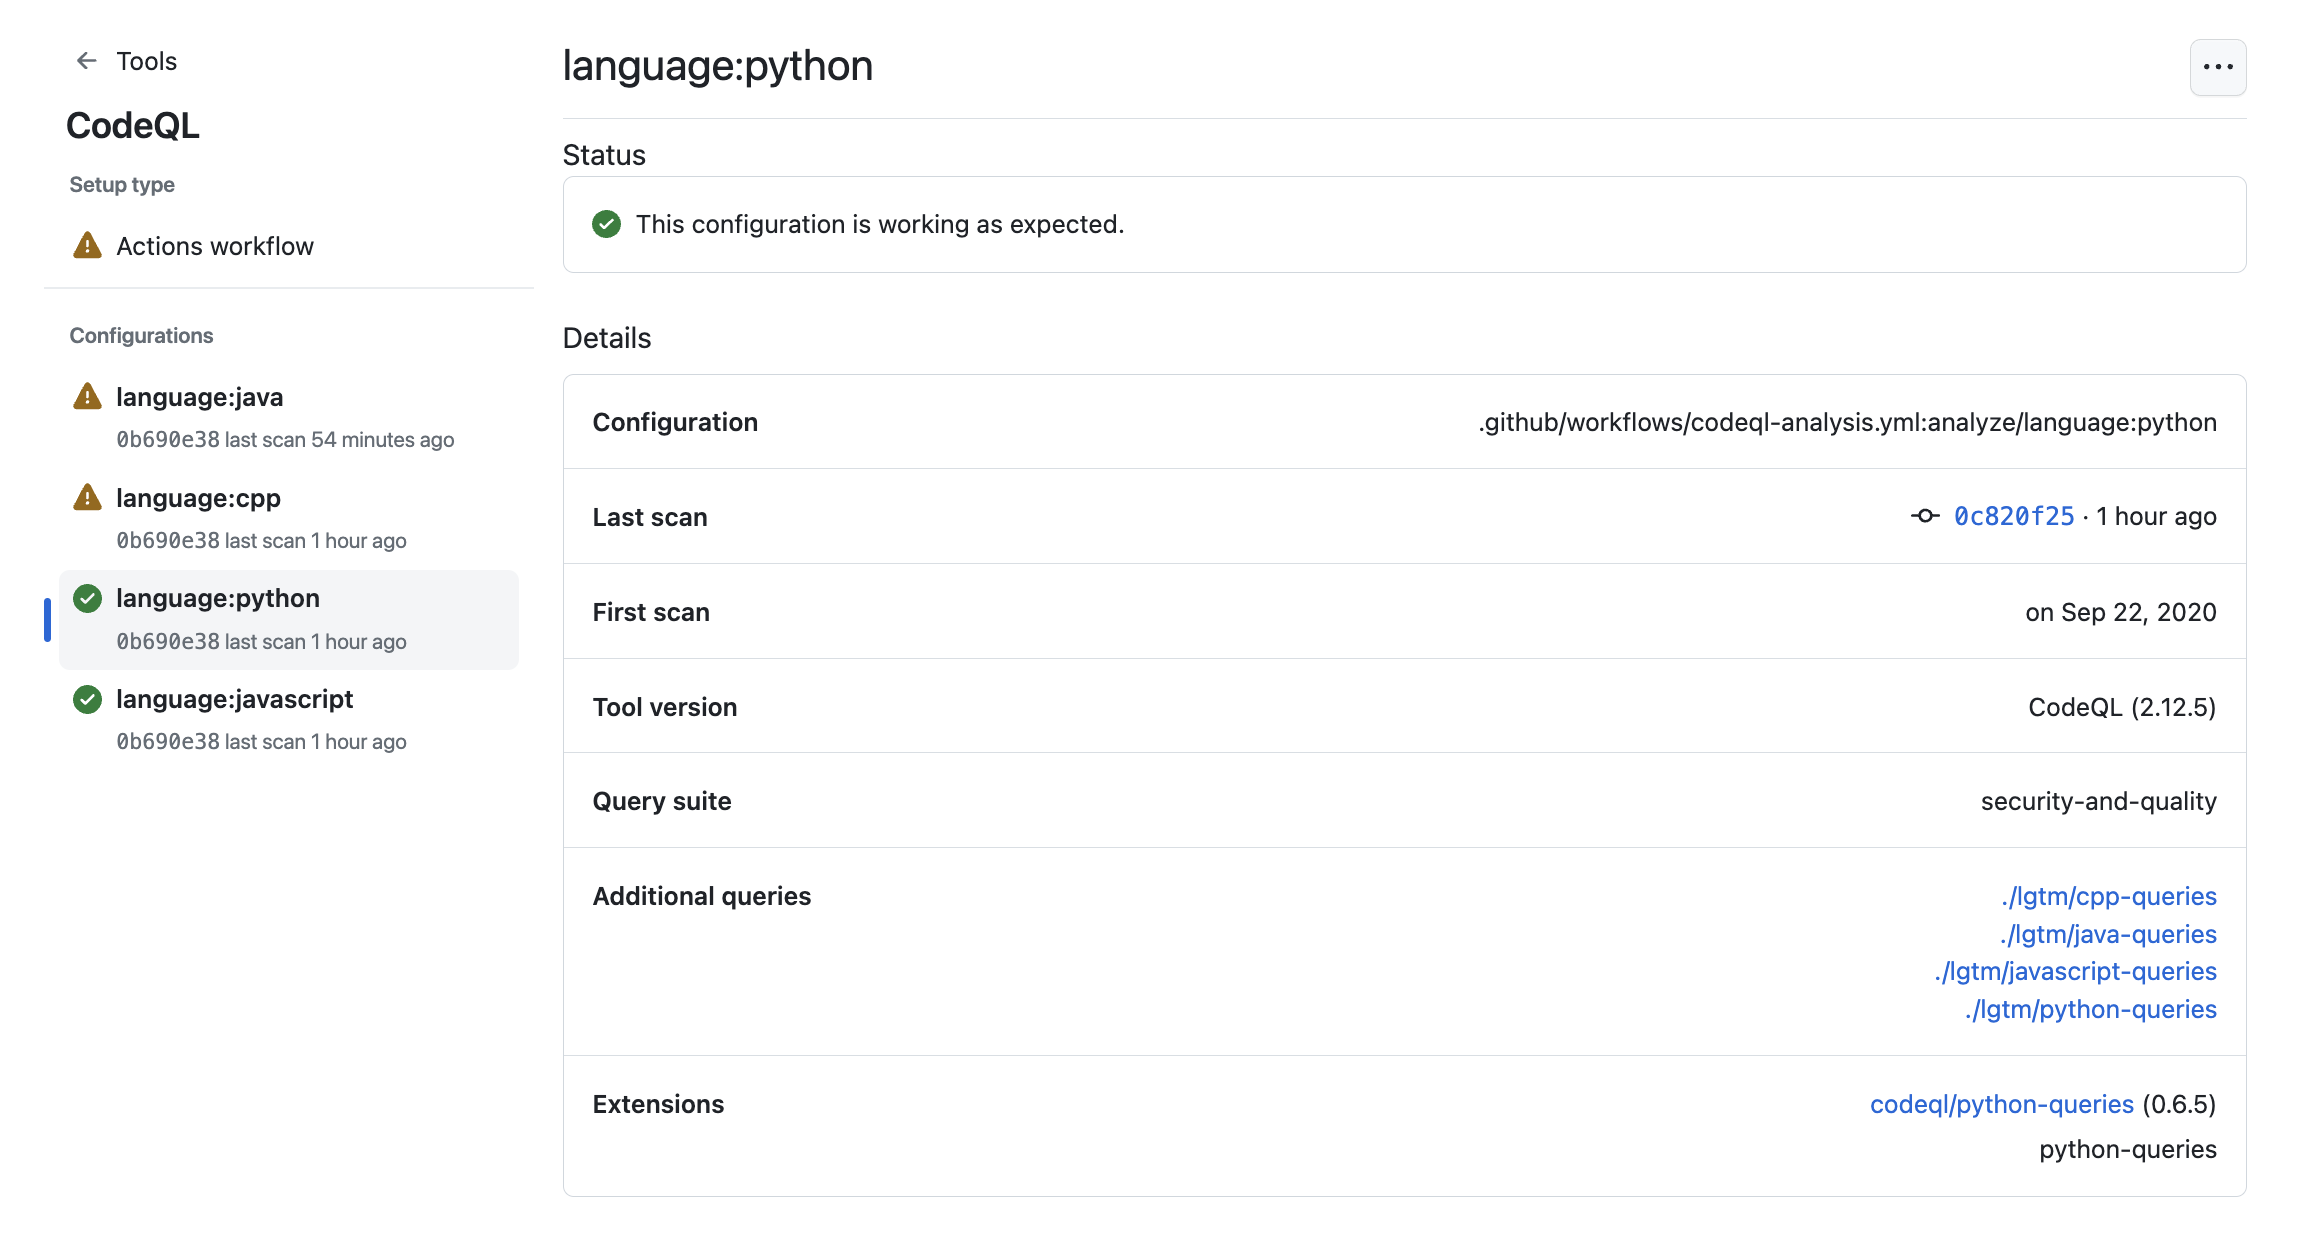 Tools
CodeQL
Setup type
Actions workflow
Configurations
language:java
0b690e38 last scan 54 minutes ago
language:cpp
0b690e38 last scan 1 hour ago
language:python
0b690e38 last scan 1 hour ago
language:javascript
0b690e38 last scan 1 hour ago
language:python
Status
This configuration is working as expected.
Details
Configuration .github/workflows/codeql-analysis.yml:analyze/language:python
Last scan 0c820f25 · 1 hour ago
First scan on Sep 22, 2020
Tool version CodeQL (2.12.5)
Query suite security-and-quality
Additional queries ./lgtm/cpp-queries
./lgtm/java-queries
./lgtm/javascript-queries
./lgtm/python-queries
Extensions codeql/python-queries (0.6.5)
python-queries